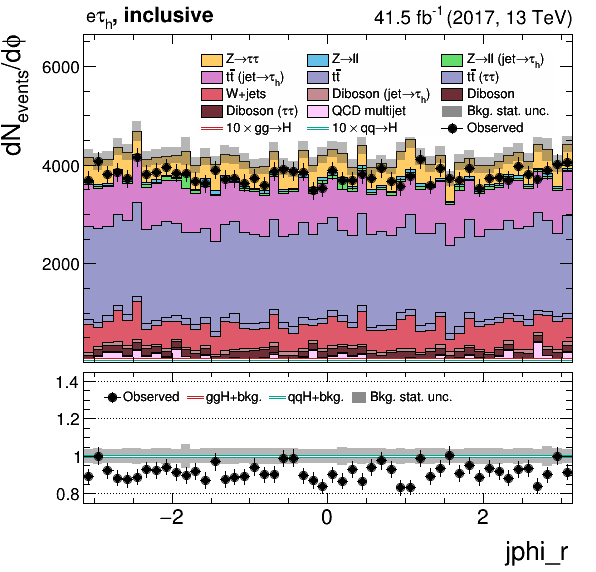 eτh, inclusive 41.5 fb⁻¹ (2017, 13 TeV)
dNevents/dϕ
6000
4000
2000
Z→ττ Z→ll Z→ll (jet→τh)
tt̄ (jet→τh) tt̄ tt̄ (ττ)
W+jets Diboson (jet→τh) Diboson
Diboson (ττ) QCD multijet Bkg. stat. unc.
10 × gg→H 10 × qq→H Observed
1.4
1.2
1
0.8
Observed ggH+bkg. qqH+bkg. Bkg. stat. unc.
−2 0 2
jphi_r